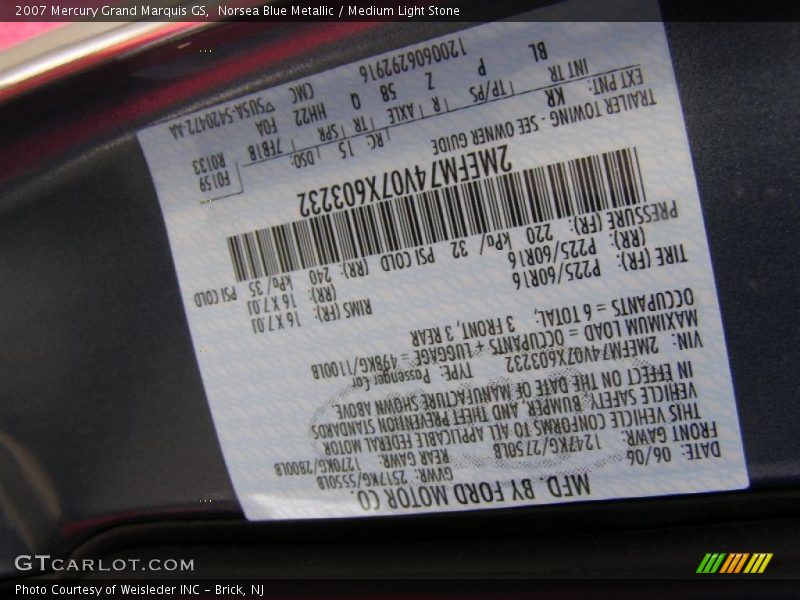 2007 Mercury Grand Marquis GS,  Norsea Blue Metallic / Medium Light Stone
MFD. BY FORD MOTOR CO.
DATE: 06/06 GVWR: 2517KG/5550LB
FRONT GAWR: 1247KG/2750LB REAR GAWR: 1270KG/2800LB
THIS VEHICLE CONFORMS TO ALL APPLICABLE FEDERAL MOTOR
VEHICLE SAFETY, BUMPER, AND THEFT PREVENTION STANDARDS
IN EFFECT ON THE DATE OF MANUFACTURE SHOWN ABOVE.
VIN: 2MEFM74V07X603232 TYPE: Passenger Car
MAXIMUM LOAD = OCCUPANTS + LUGGAGE = 498KG/1100LB
OCCUPANTS = 6 TOTAL, 3 FRONT, 3 REAR
TIRE (FR): P225/60R16 RIMS (FR): 16 X 7.0J
(RR): P225/60R16 (RR): 16 X 7.0J
PRESSURE (FR): 220 kPa/ 32 PSI COLD (RR): 240 kPa/ 35 PSI COLD
2MEFM74V07X603232
TRAILER TOWING - SEE OWNER GUIDE
EXT PNT: KR RC: 15 DSO: F0159
INT TR TP/PS R AXLE TR SPR 7FB18 R0133
BL P Z 58 Q HH22 FOA
120060629291 6 CMC ▽5U5A-5420472-AA
GTCARLOT.COM
Photo Courtesy of Weisleder INC – Brick, NJ